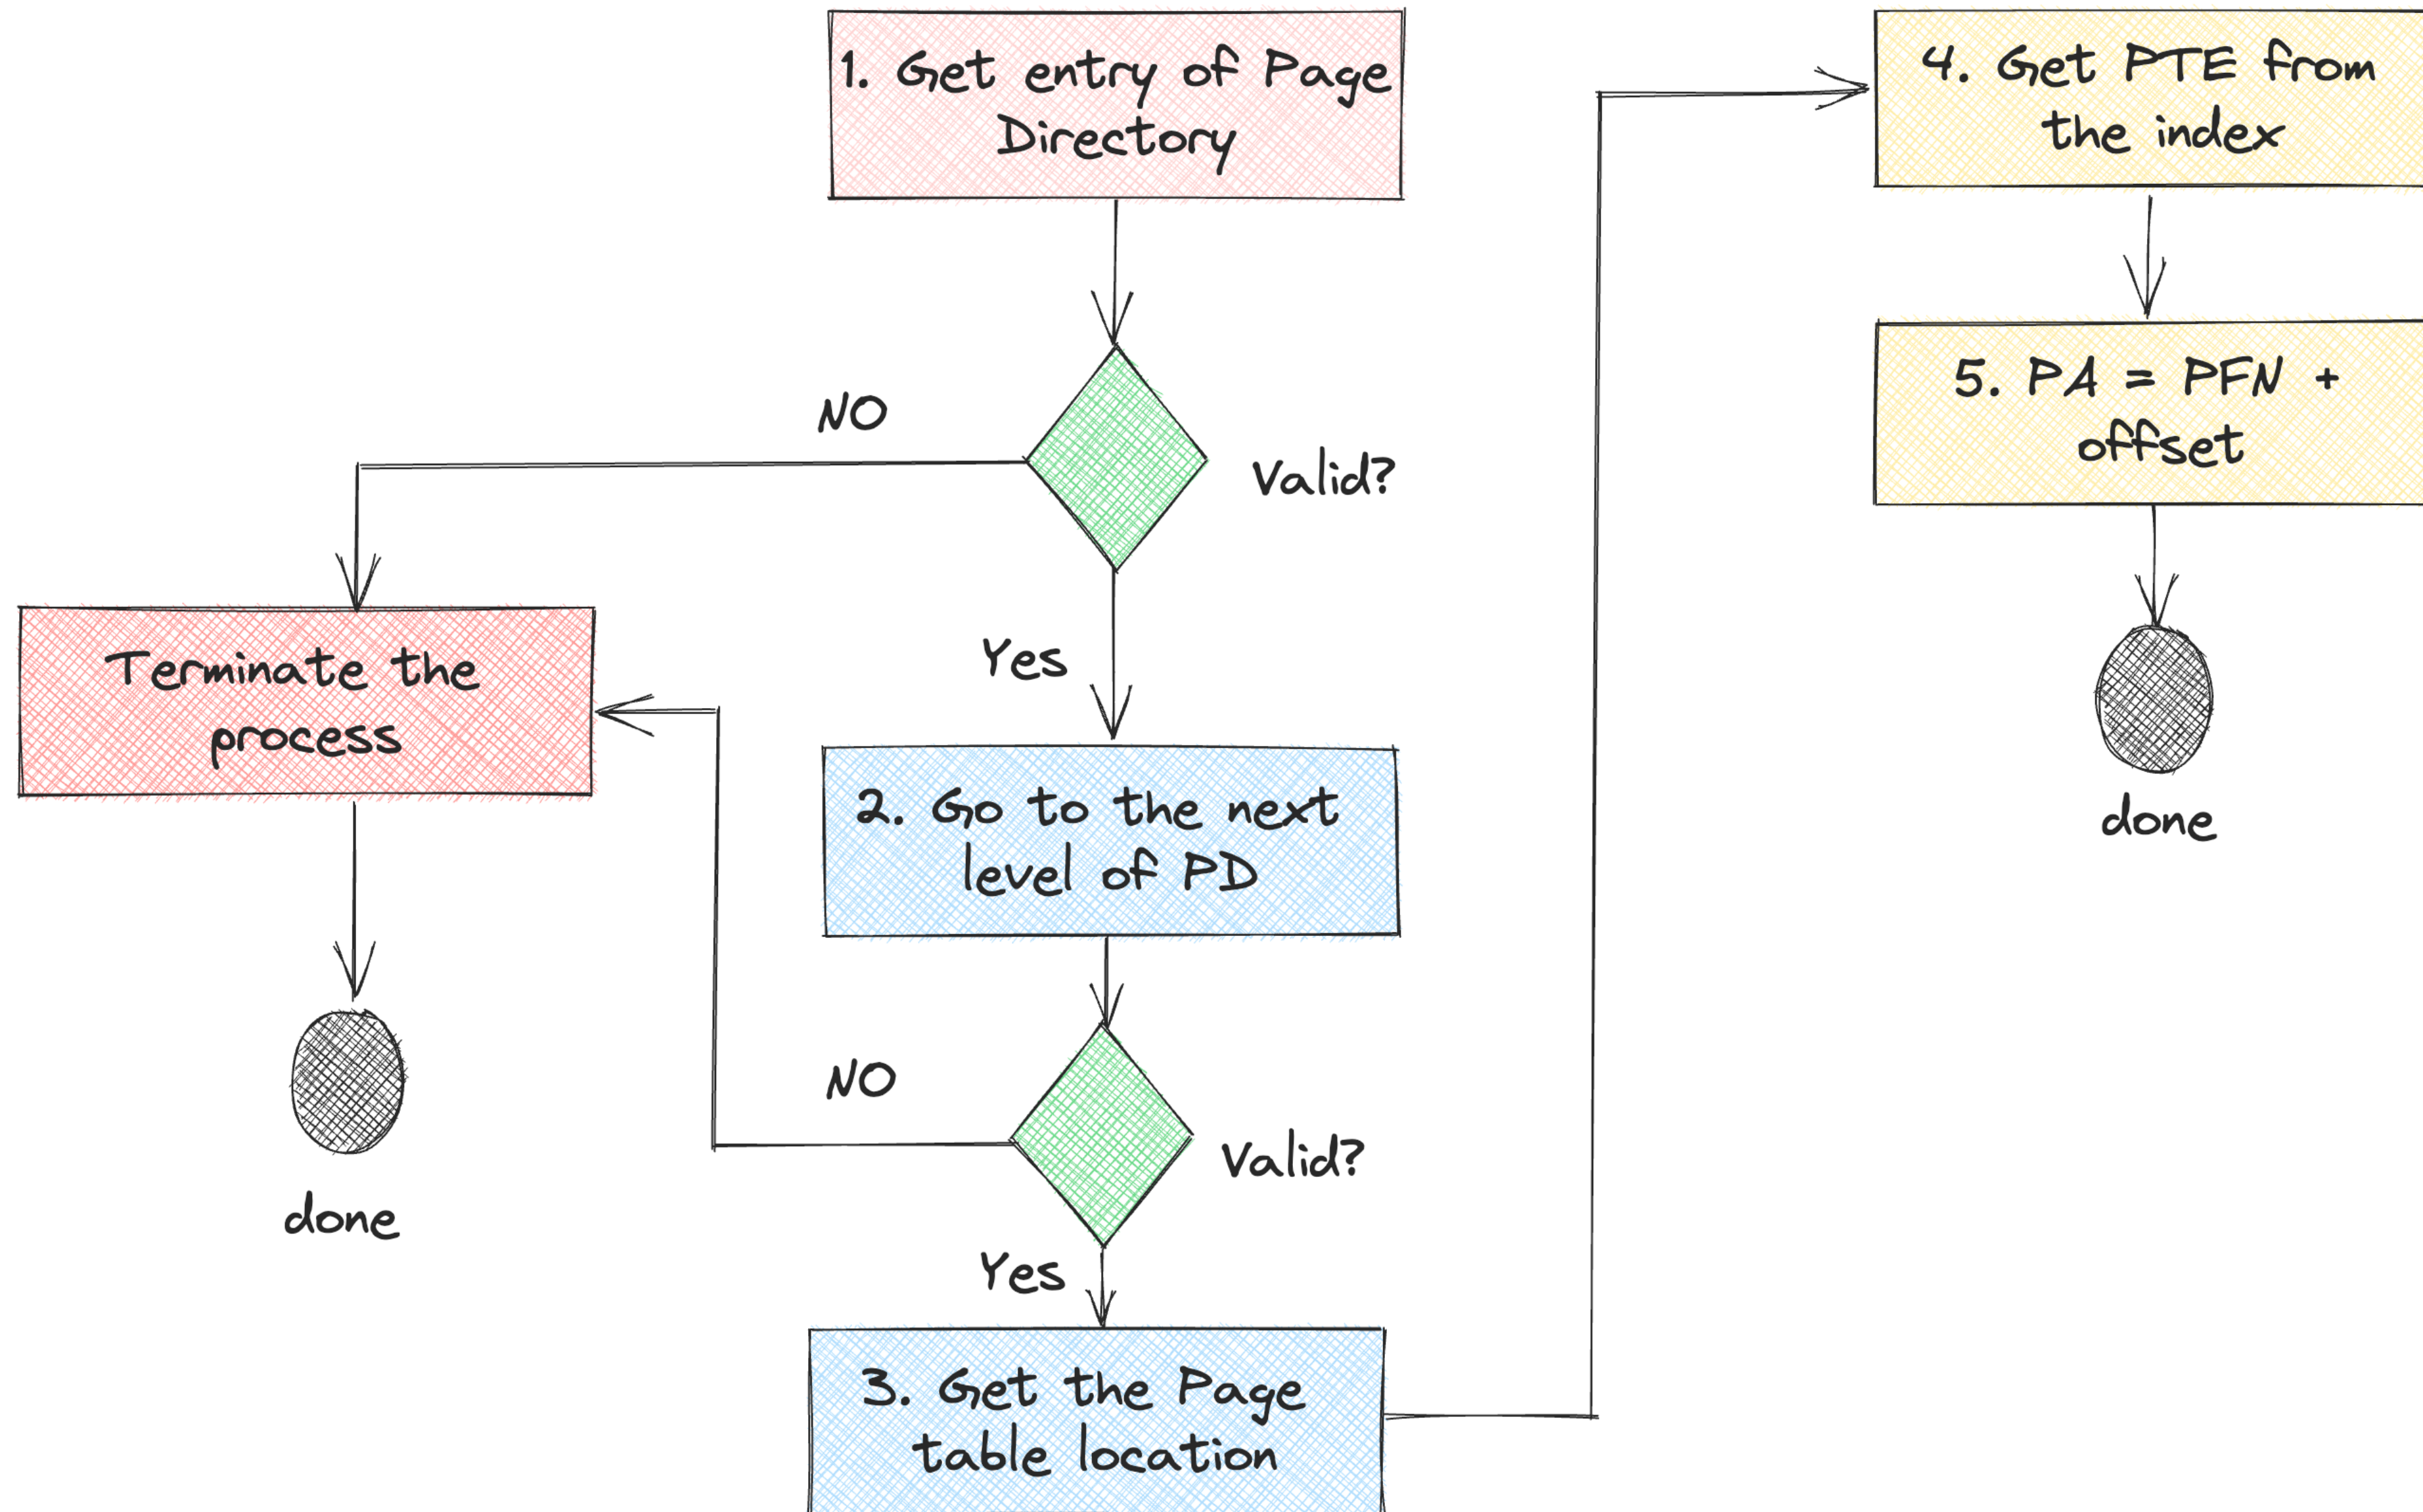 1. Get entry of Page
Directory
NO
Valid?
Terminate the
process
Yes
2. Go to the next
level of PD
NO
Valid?
done
Yes
3. Get the Page
table location
4. Get PTE from
the index
5. PA = PFN +
offset
done